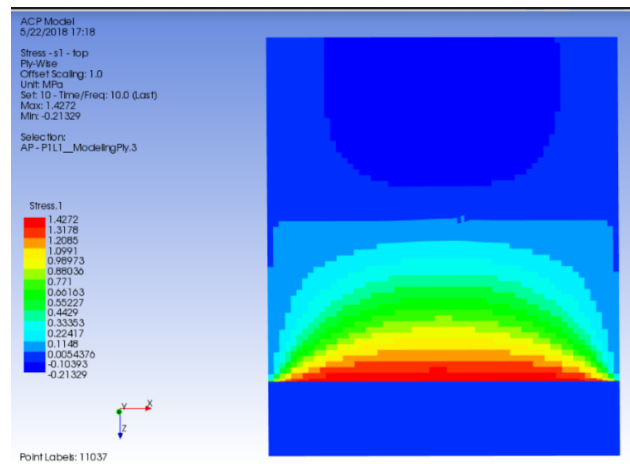 ACP Model
5/22/2018 17:18
Stress - s1 - top
Ply-Wise
Offset Scaling: 1.0
Unit: MPa
Set: 10 - Time/Freq: 10.0 (Last)
Max: 1.4272
Min: -0.21329
Selection:
AP - P1L1__ModelingPly.3
Stress.1
1.4272
1.3178
1.2085
1.0991
0.98973
0.88036
0.771
0.66163
0.55227
0.4429
0.33353
0.22417
0.1148
0.0054376
-0.10393
-0.21329
Y
X
Z
Point Labels: 11037